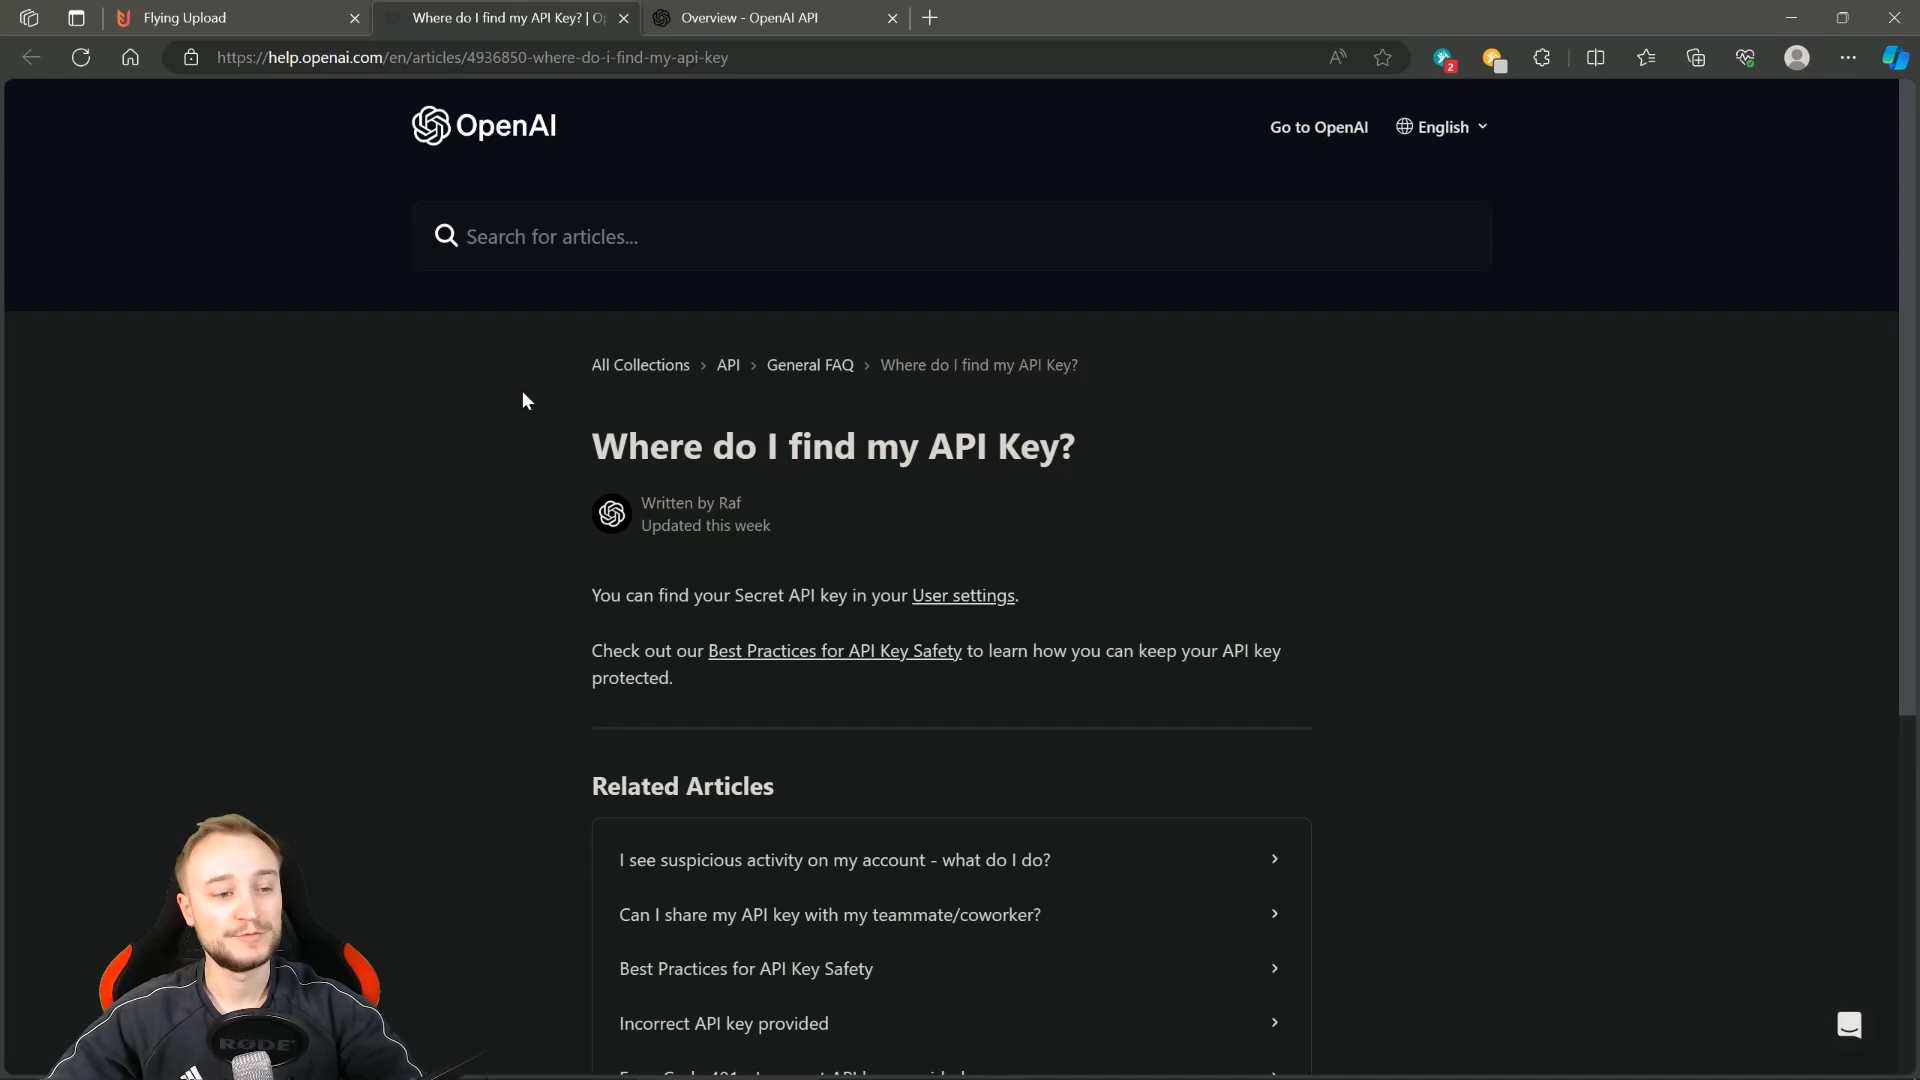 Flying Upload
Where do I find my API Key? | Op
Overview - OpenAI API
https://help.openai.com/en/articles/4936850-where-do-i-find-my-api-key
2
OpenAI
Go to OpenAI
English
Search for articles...
All Collections > API > General FAQ > Where do I find my API Key?
Where do I find my API Key?
Written by Raf
Updated this week
You can find your Secret API key in your User settings.
Check out our Best Practices for API Key Safety to learn how you can keep your API key
protected.
Related Articles
I see suspicious activity on my account - what do I do?
Can I share my API key with my teammate/coworker?
Best Practices for API Key Safety
Incorrect API key provided
RØDE